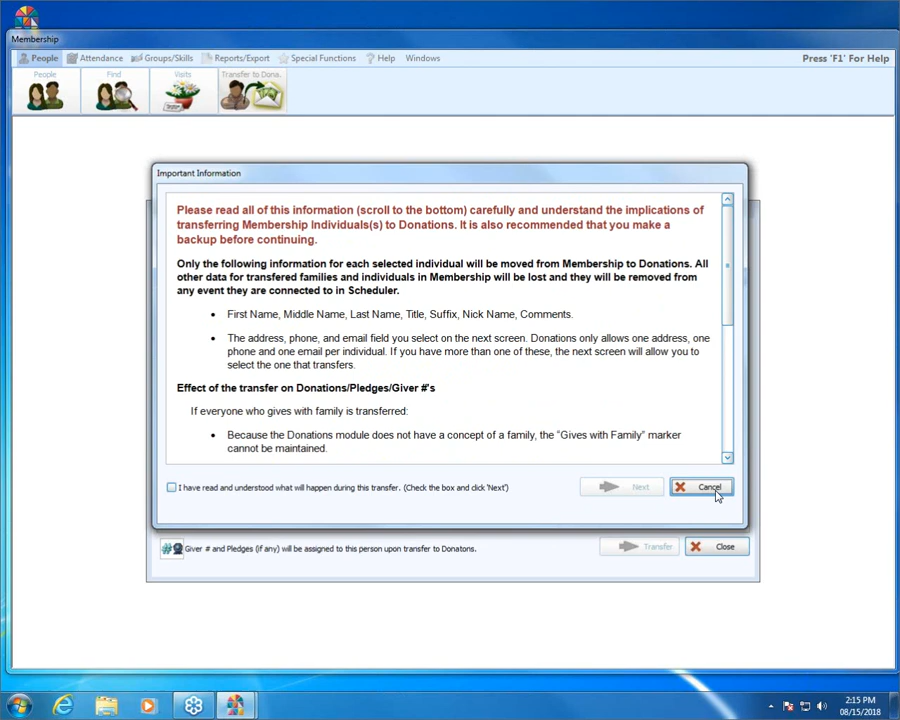 Membership
People Attendance Groups/Skills Reports/Export Special Functions Help Windows Press 'F1' For Help
People Find Visits Transfer to Dona.
Important Information
Please read all of this information (scroll to the bottom) carefully and understand the implications of
transferring Membership Individuals(s) to Donations. It is also recommended that you make a
backup before continuing.
Only the following information for each selected individual will be moved from Membership to Donations. All
other data for transfered families and individuals in Membership will be lost and they will be removed from
any event they are connected to in Scheduler.
• First Name, Middle Name, Last Name, Title, Suffix, Nick Name, Comments.
• The address, phone, and email field you select on the next screen. Donations only allows one address, one
phone and one email per individual. If you have more than one of these, the next screen will allow you to
select the one that transfers.
Effect of the transfer on Donations/Pledges/Giver #'s
If everyone who gives with family is transferred:
• Because the Donations module does not have a concept of a family, the "Gives with Family" marker
cannot be maintained.
I have read and understood what will happen during this transfer. (Check the box and click 'Next')
Next Cancel
Giver # and Pledges (if any) will be assigned to this person upon transfer to Donatons.
Transfer Close
2:15 PM
08/15/2018